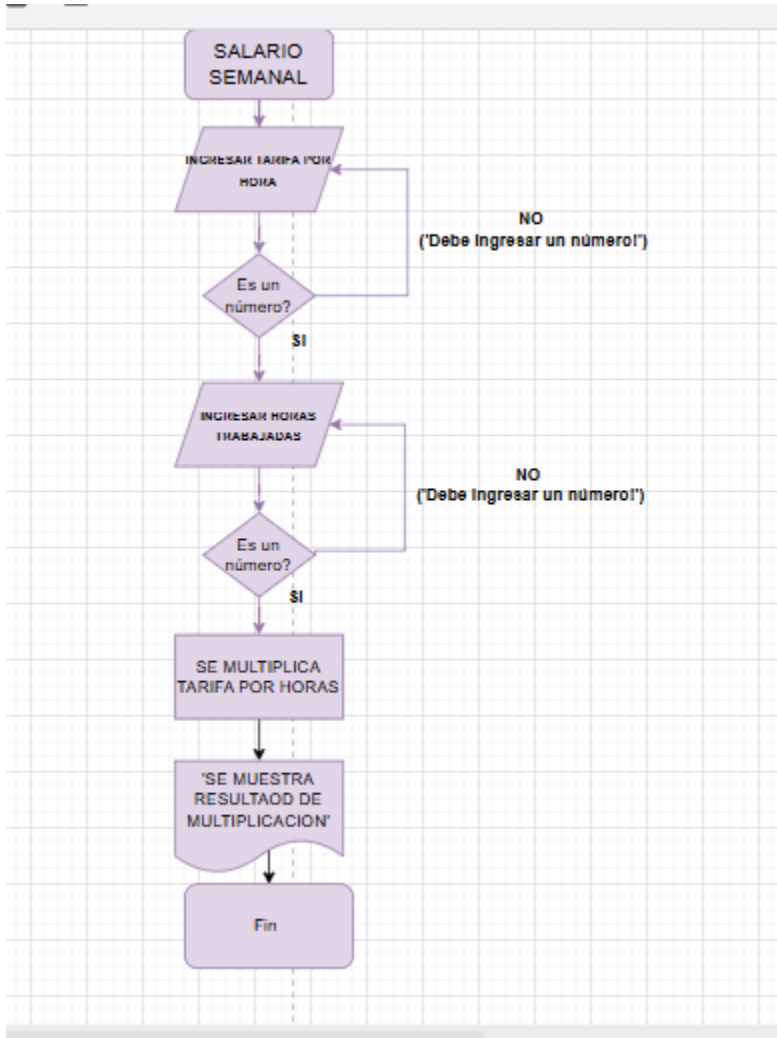 SALARIO
SEMANAL
INGRESAR TARIFA POR
HORA
NO
('Debe Ingresar un número!')
Es un
número?
SI
INGRESAR HORAS
TRABAJADAS
NO
('Debe Ingresar un número!')
Es un
número?
SI
SE MULTIPLICA
TARIFA POR HORAS
'SE MUESTRA
RESULTAOD DE
MULTIPLICACION'
Fin